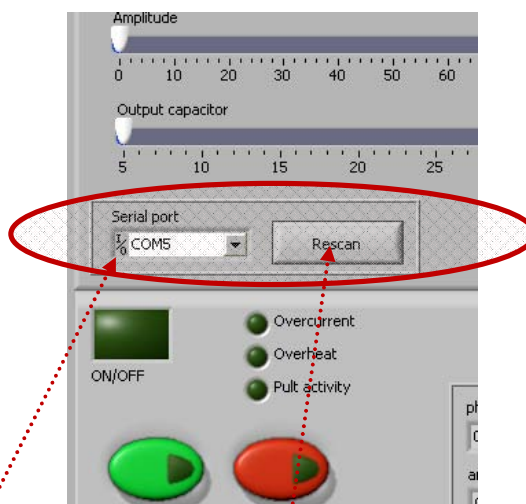 Amplitude
0 10 20 30 40 50 60
Output capacitor
5 10 15 20 25
Serial port
I/O COM5 Rescan
Overcurrent
Overheat
ON/OFF
Pult activity